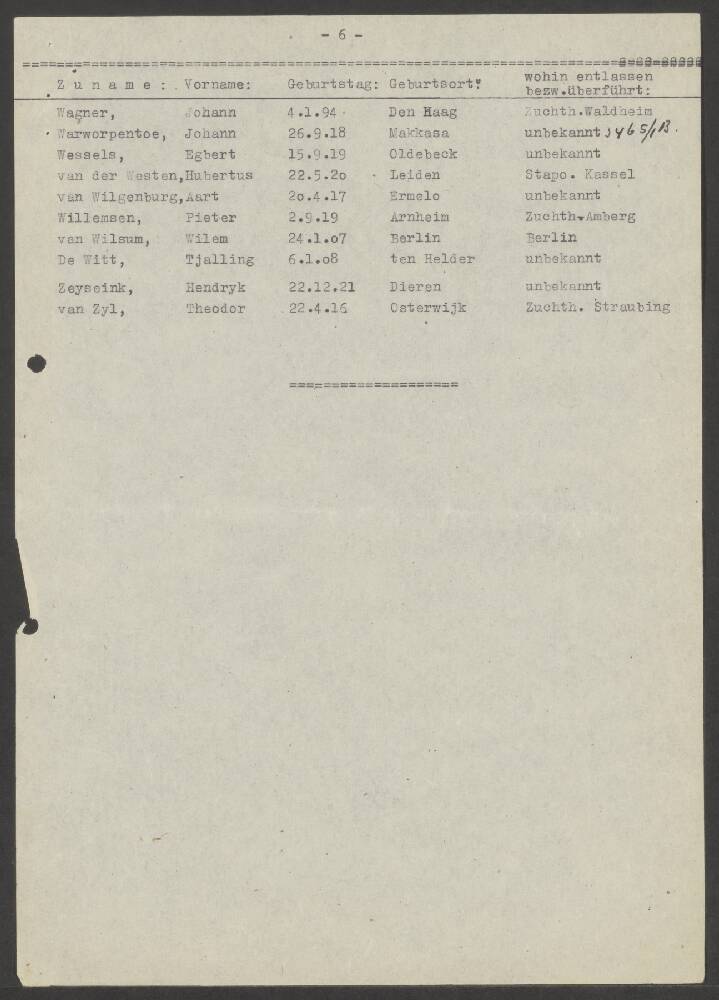 - 6 -
Zuname: Vorname: Geburtstag: Geburtsort: wohin entlassen
bezw.überführt:
Wagner, Johann 4.1.94 Den Haag Zuchth.Waldheim
Warworpentoe, Johann 26.9.18 Makkasa unbekannt
Wessels, Egbert 15.9.19 Oldebeck unbekannt
van der Westen, Hubertus 22.5.2o Leiden Stapo. Kassel
van Wilgenburg, Aart 2o.4.17 Ermelo unbekannt
Willemsen, Pieter 2.9.19 Arnheim Zuchth.Amberg
van Wilsum, Wilem 24.1.o7 Berlin Berlin
De Witt, Tjalling 6.1.o8 ten Helder unbekannt
Zeyseink, Hendryk 22.12.21 Dieren unbekannt
van Zyl, Theodor 22.4.16 Osterwijk Zuchth. Straubing
====================